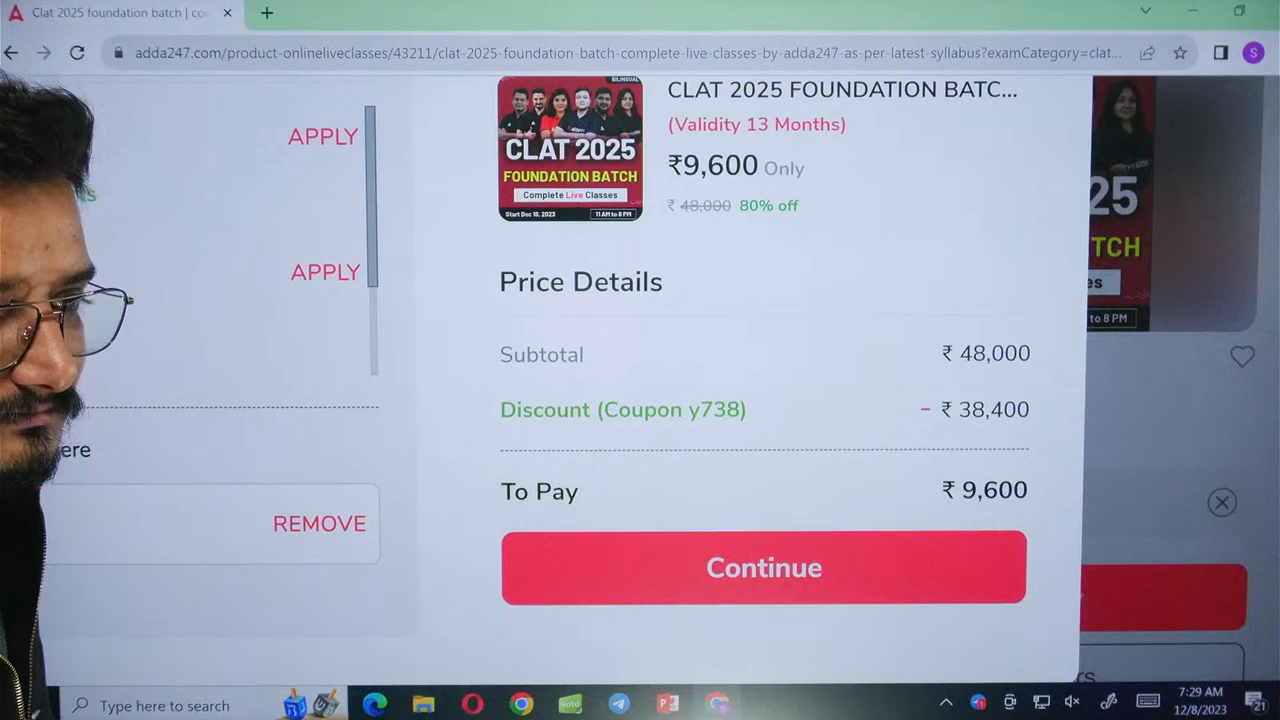 Clat 2025 foundation batch | co
adda247.com/product-onlineliveclasses/43211/clat-2025-foundation-batch-complete-live-classes-by-adda247-as-per-latest-syllabus?examCategory=clat...
S
APPLY
APPLY
ere
REMOVE
BILINGUAL
CLAT 2025
FOUNDATION BATCH
Complete Live Classes
Start Dec 18, 2023
11 AM to 8 PM
CLAT 2025 FOUNDATION BATC...
(Validity 13 Months)
₹9,600 Only
₹ 48,000 80% off
Price Details
Subtotal ₹ 48,000
Discount (Coupon y738) - ₹ 38,400
To Pay ₹ 9,600
Continue
25
TCH
es
to 8 PM
Type here to search
Note
7:29 AM
12/8/2023
21